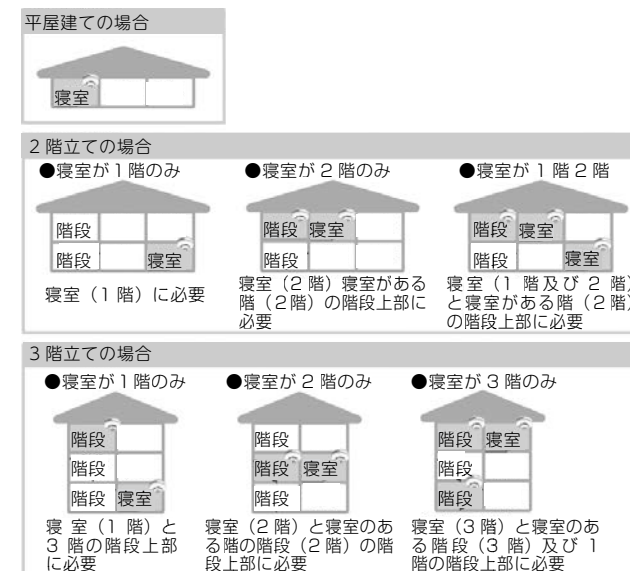 平屋建ての場合
寝室
2階立ての場合
●寝室が1階のみ
階段
階段
寝室
寝室（1階）に必要
●寝室が2階のみ
階段 寝室
階段
寝室（2階）寝室がある
階（2階）の階段上部に
必要
●寝室が1階2階
階段 寝室
階段
寝室
寝室（1階及び2階）
と寝室がある階（2階）
の階段上部に必要
3階立ての場合
●寝室が1階のみ
階段
階段
階段 寝室
寝室（1階）と
3階の階段上部
に必要
●寝室が2階のみ
階段
階段 寝室
階段
寝室（2階）と寝室のあ
る階の階段（2階）の階
段上部に必要
●寝室が3階のみ
階段 寝室
階段
階段
寝室（3階）と寝室のあ
る階段（3階）及び1
階の階段上部に必要